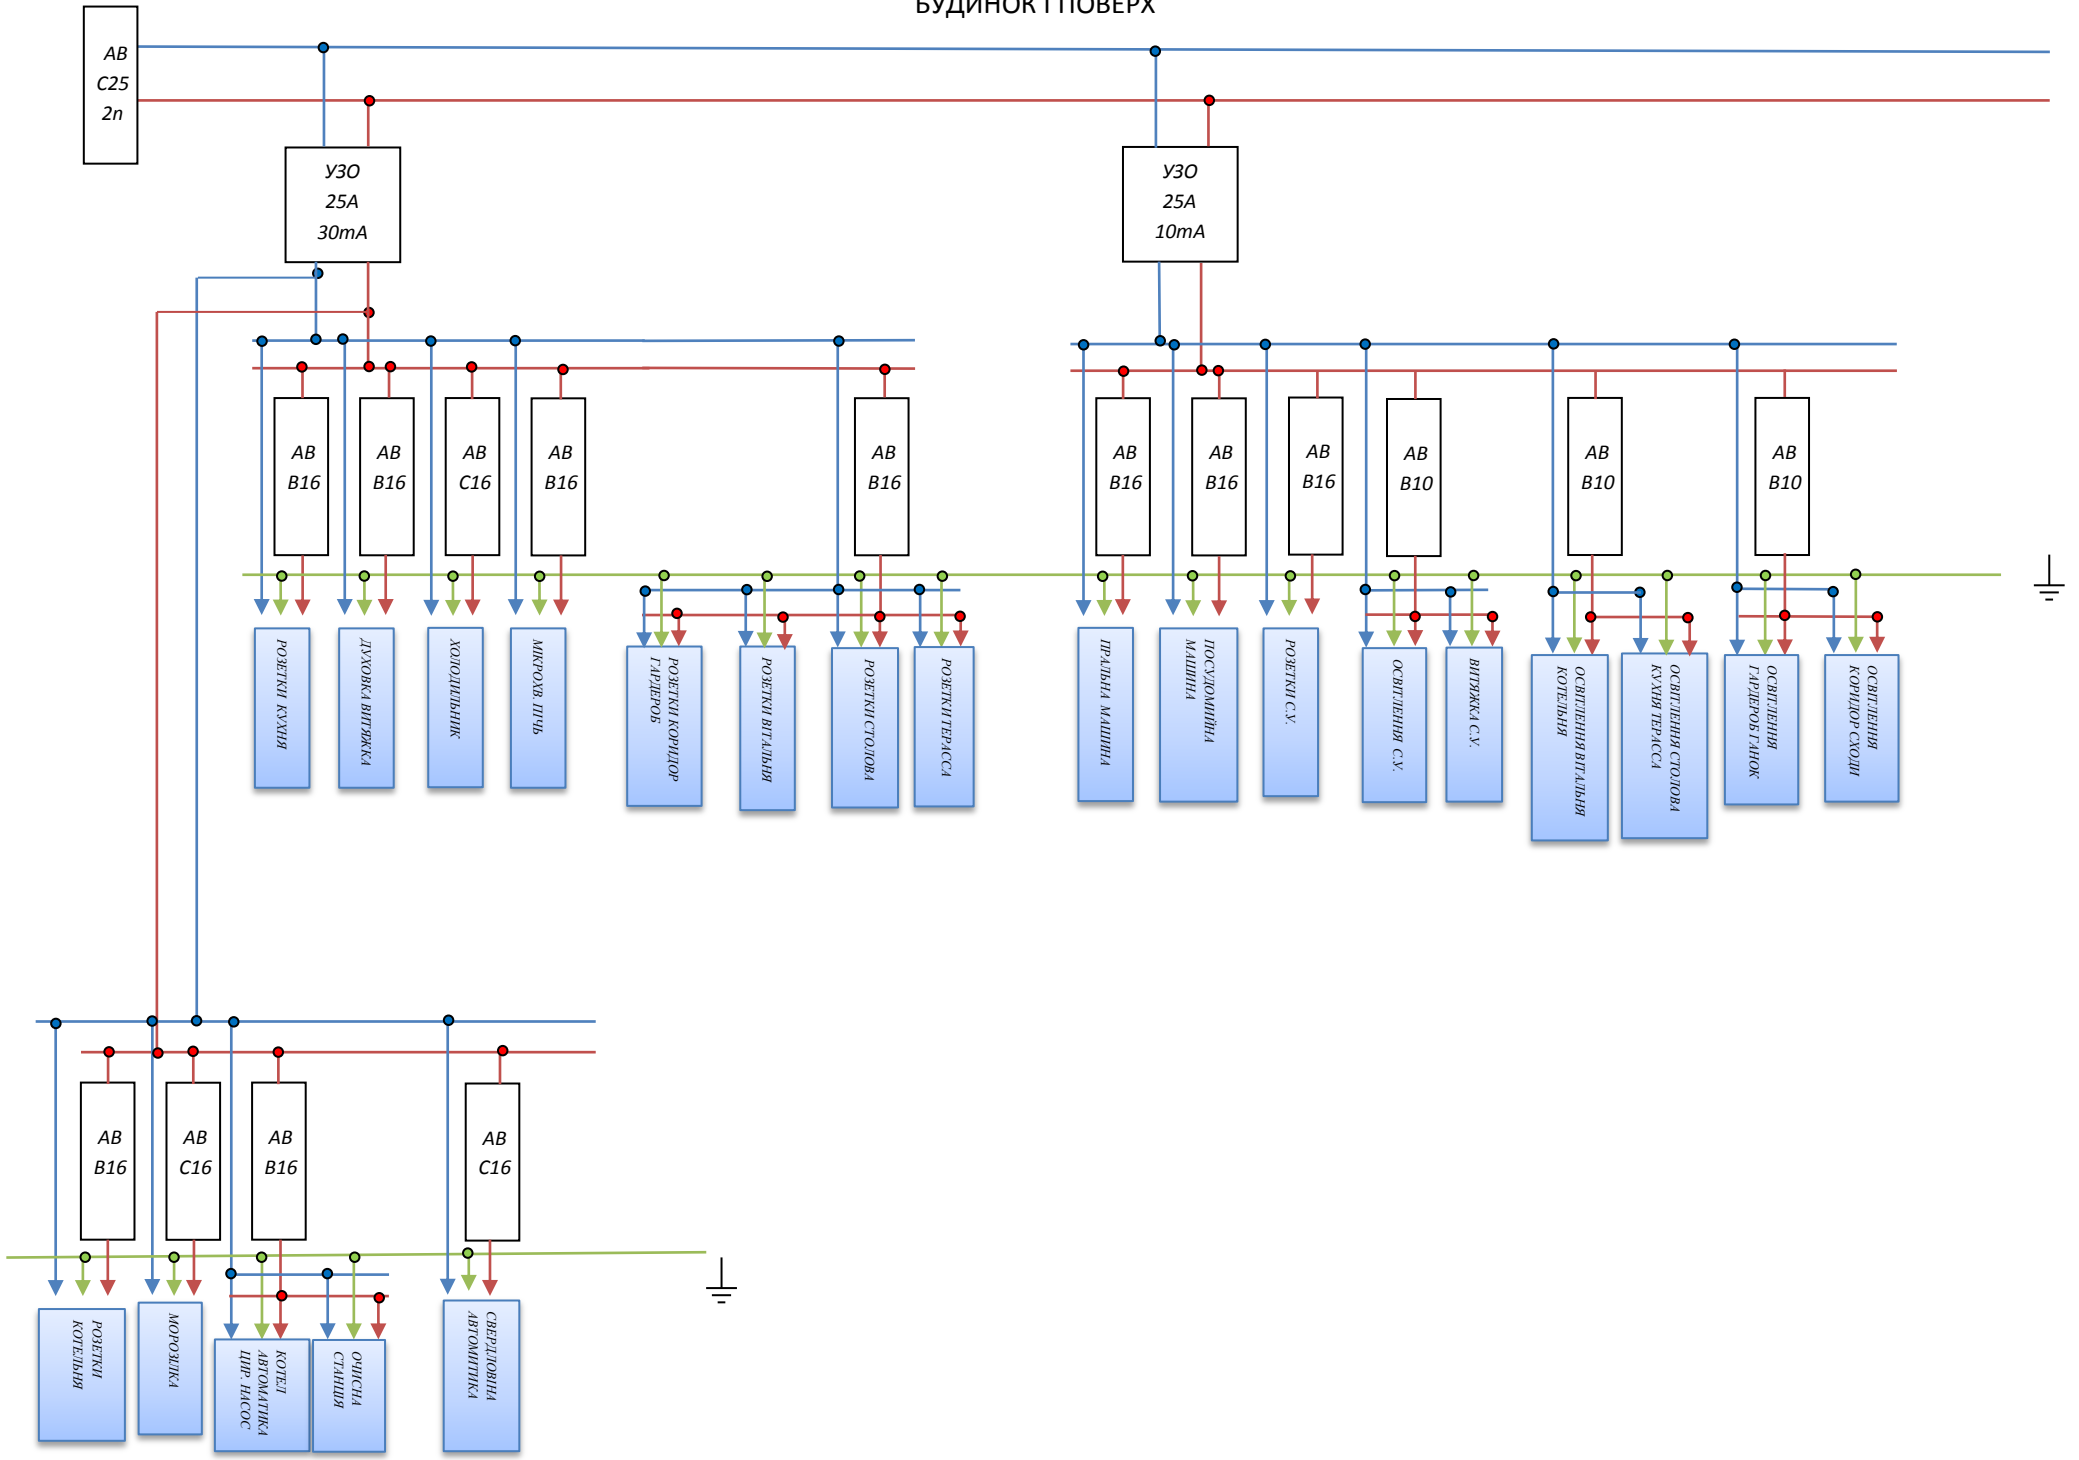 БУДИНОК І ПОВЕРХ
АВ
С25
2п
УЗО
25А
30mA
УЗО
25А
10mA
АВ
В16
АВ
В16
АВ
С16
АВ
В16
АВ
В16
АВ
В16
АВ
В16
АВ
В16
АВ
В10
АВ
В10
АВ
В10
РОЗЕТКИ КУХНЯ
ДУХОВКА ВИТЯЖКА
ХОЛОДИЛЬНИК
МІКРОХВ. ПІЧЬ
РОЗЕТКИ КОРИДОР
ГАРДЕРОБ
РОЗЕТКИ ВІТАЛЬНЯ
РОЗЕТКИ СТОЛОВА
РОЗЕТКИ ТЕРАССА
ПРАЛЬНА МАШИНА
ПОСУДОМИЙНА
МАШИНА
РОЗЕТКИ С.У.
ОСВІТЛЕННЯ С.У.
ВИТЯЖКА С.У.
ОСВІТЛЕННЯ ВІТАЛЬНЯ
КОТЕЛЬНЯ
ОСВІТЛЕННЯ СТОЛОВА
КУХНЯ ТЕРАССА
ОСВІТЛЕННЯ
ГАРДЕРОБ ГАНОК
ОСВІТЛЕННЯ
КОРИДОР СХОДИ
АВ
В16
АВ
С16
АВ
В16
АВ
С16
РОЗЕТКИ
КОТЕЛЬНЯ
МОРОЗІЛКА
КОТЕЛ
АВТОМАТИКА
ЦИР. НАСОС
ОЧИСНА
СТАНЦІЯ
СВЕРДЛОВИНА
АВТОМИТИКА